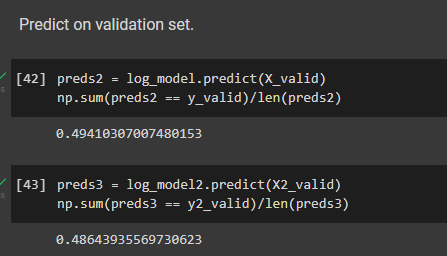 Predict on validation set.
[42] preds2 = log_model.predict(X_valid)
np.sum(preds2 == y_valid)/len(preds2)
0.49410307007480153
[43] preds3 = log_model2.predict(X2_valid)
np.sum(preds3 == y2_valid)/len(preds3)
0.48643935569730623